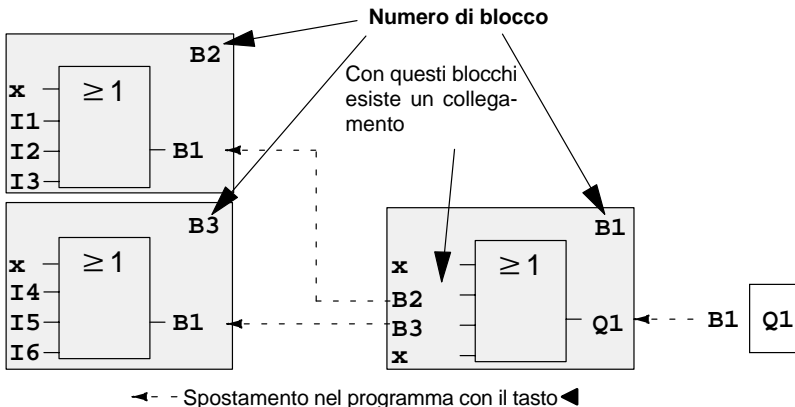 Numero di blocco
B2
x
I1
I2
I3
≥1
B1
Con questi blocchi
esiste un collega-
mento
B3
x
I4
I5
I6
≥1
B1
B1
x
B2
B3
x
≥1
Q1
B1
Q1
Spostamento nel programma con il tasto ◄